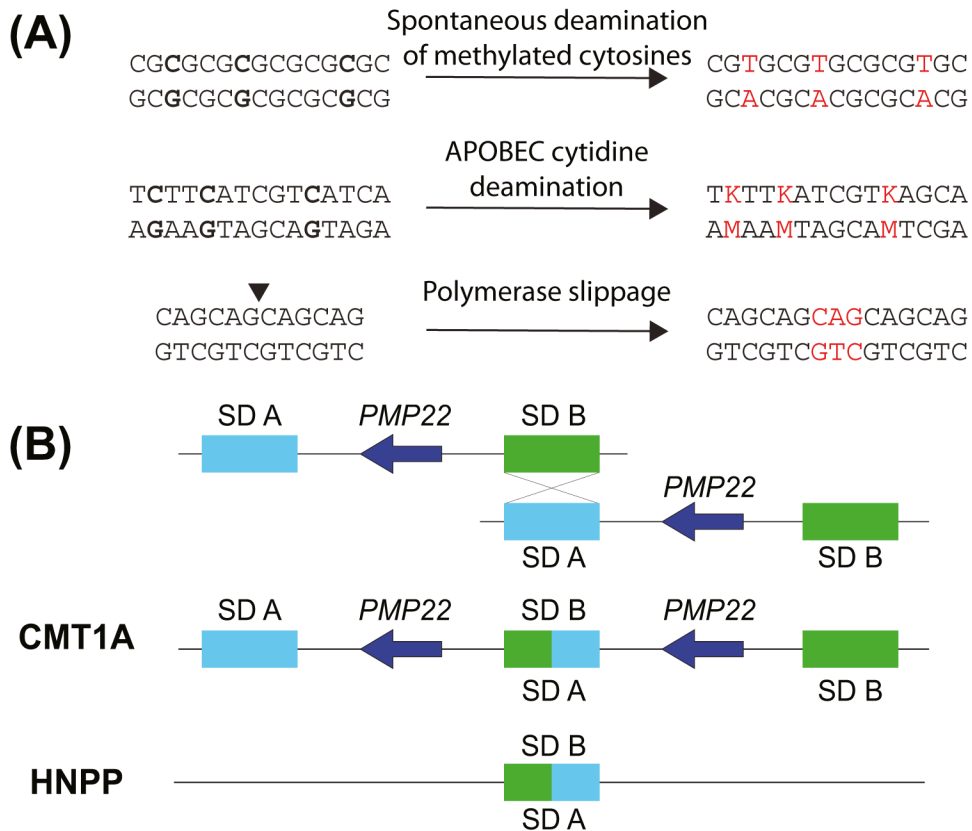 (A)
Spontaneous deamination
of methylated cytosines
CGCGCGCGCGCGCGC
GCGCGCGCGCGCGCG
CGTGCGTGCGCGTGC
GCACGCACGCGCACG
APOBEC cytidine
deamination
TCTTCATCGTCATCA
AGAAGTAGCAGTAGA
TKTTKATCGTKAGCA
AMAAMTAGCAMTCGA
Polymerase slippage
CAGCAGCAGCAG
GTCGTCGTCGTC
CAGCAGCAGCAGCAG
GTCGTCGTCGTCGTC
(B)
SD A PMP22 SD B
PMP22
SD A SD B
CMT1A
SD A PMP22 SD B PMP22
SD A SD B
HNPP
SD B
SD A